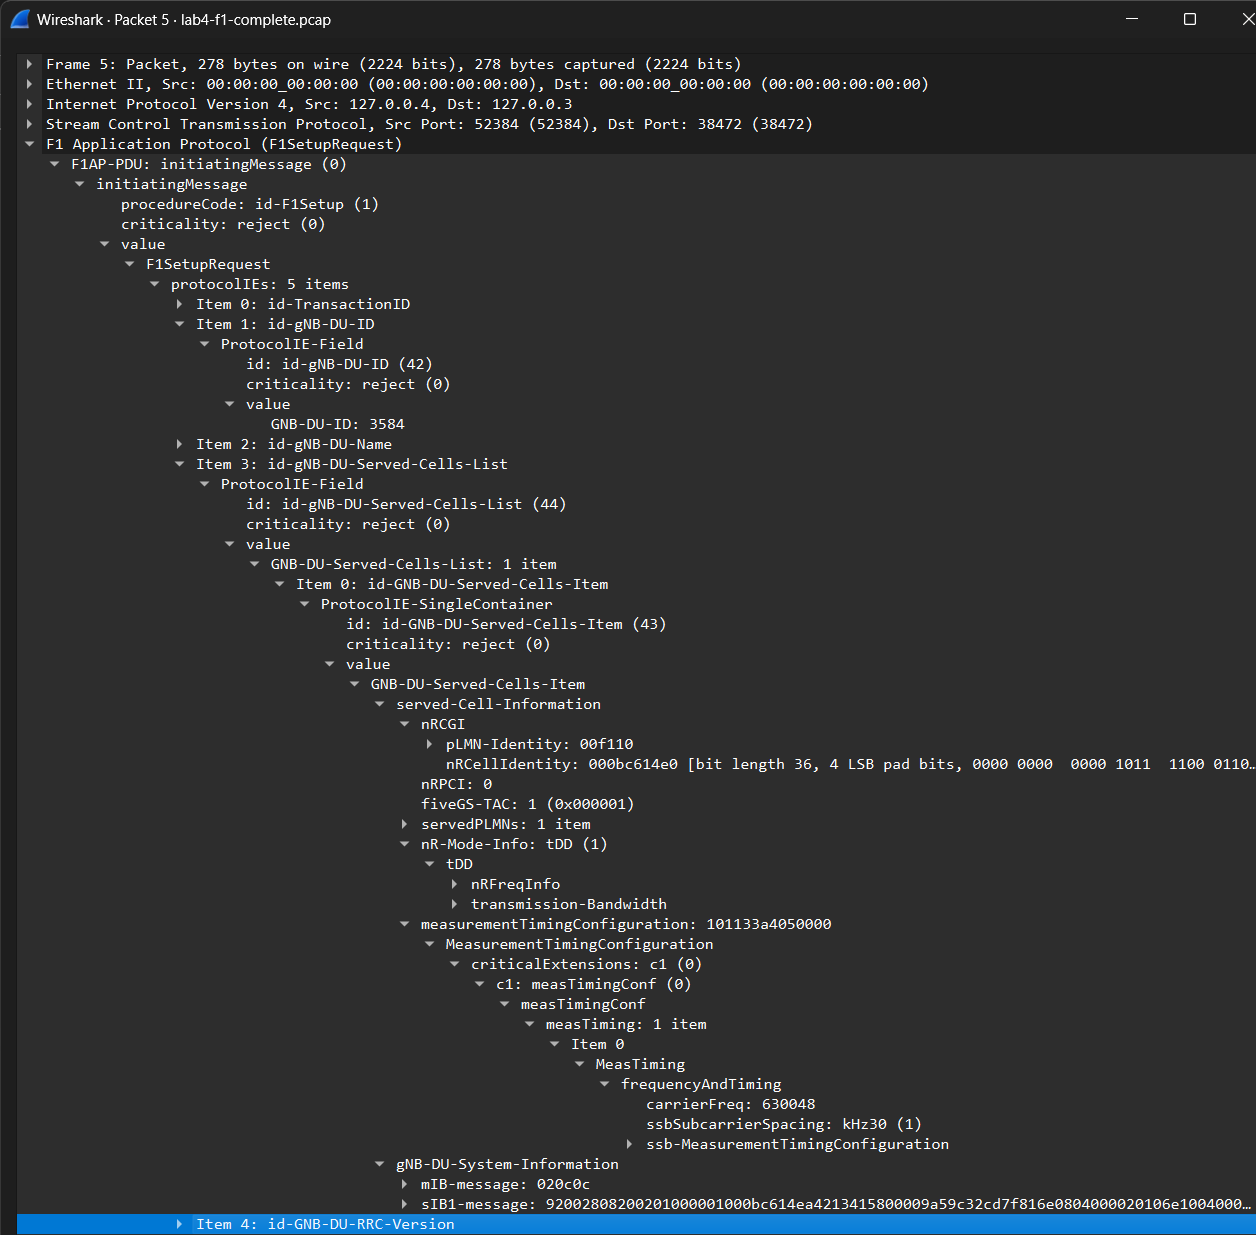 Wireshark · Packet 5 · lab4-f1-complete.pcap
Frame 5: Packet, 278 bytes on wire (2224 bits), 278 bytes captured (2224 bits)
Ethernet II, Src: 00:00:00_00:00:00 (00:00:00:00:00:00), Dst: 00:00:00_00:00:00 (00:00:00:00:00:00)
Internet Protocol Version 4, Src: 127.0.0.4, Dst: 127.0.0.3
Stream Control Transmission Protocol, Src Port: 52384 (52384), Dst Port: 38472 (38472)
F1 Application Protocol (F1SetupRequest)
F1AP-PDU: initiatingMessage (0)
initiatingMessage
procedureCode: id-F1Setup (1)
criticality: reject (0)
value
F1SetupRequest
protocolIEs: 5 items
Item 0: id-TransactionID
Item 1: id-gNB-DU-ID
ProtocolIE-Field
id: id-gNB-DU-ID (42)
criticality: reject (0)
value
GNB-DU-ID: 3584
Item 2: id-gNB-DU-Name
Item 3: id-gNB-DU-Served-Cells-List
ProtocolIE-Field
id: id-gNB-DU-Served-Cells-List (44)
criticality: reject (0)
value
GNB-DU-Served-Cells-List: 1 item
Item 0: id-GNB-DU-Served-Cells-Item
ProtocolIE-SingleContainer
id: id-GNB-DU-Served-Cells-Item (43)
criticality: reject (0)
value
GNB-DU-Served-Cells-Item
served-Cell-Information
nRCGI
pLMN-Identity: 00f110
nRCellIdentity: 000bc614e0 [bit length 36, 4 LSB pad bits, 0000 0000  0000 1011  1100 0110…
nRPCI: 0
fiveGS-TAC: 1 (0x000001)
servedPLMNs: 1 item
nR-Mode-Info: tDD (1)
tDD
nRFreqInfo
transmission-Bandwidth
measurementTimingConfiguration: 101133a4050000
MeasurementTimingConfiguration
criticalExtensions: c1 (0)
c1: measTimingConf (0)
measTimingConf
measTiming: 1 item
Item 0
MeasTiming
frequencyAndTiming
carrierFreq: 630048
ssbSubcarrierSpacing: kHz30 (1)
ssb-MeasurementTimingConfiguration
gNB-DU-System-Information
mIB-message: 020c0c
sIB1-message: 92002808200201000001000bc614ea4213415800009a59c32cd7f816e0804000020106e1004000…
Item 4: id-GNB-DU-RRC-Version